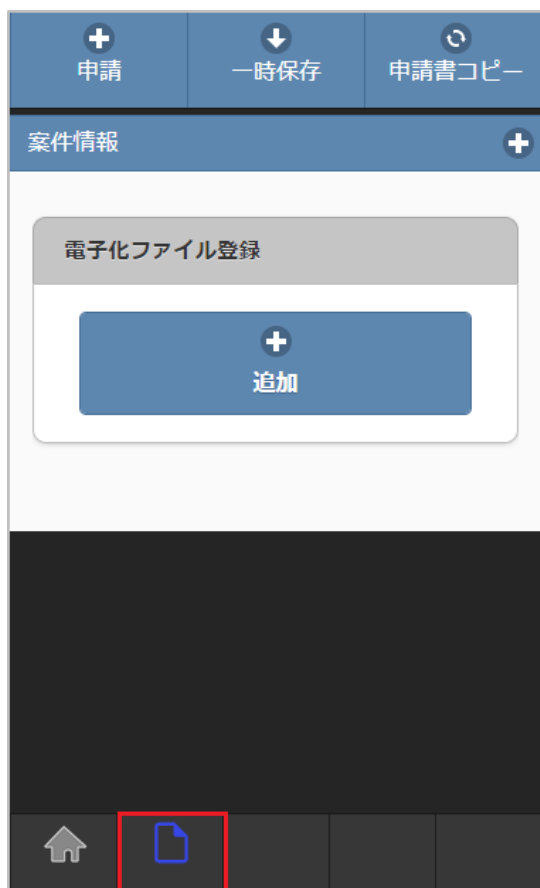 申請
一時保存
申請書コピー
案件情報
電子化ファイル登録
追加